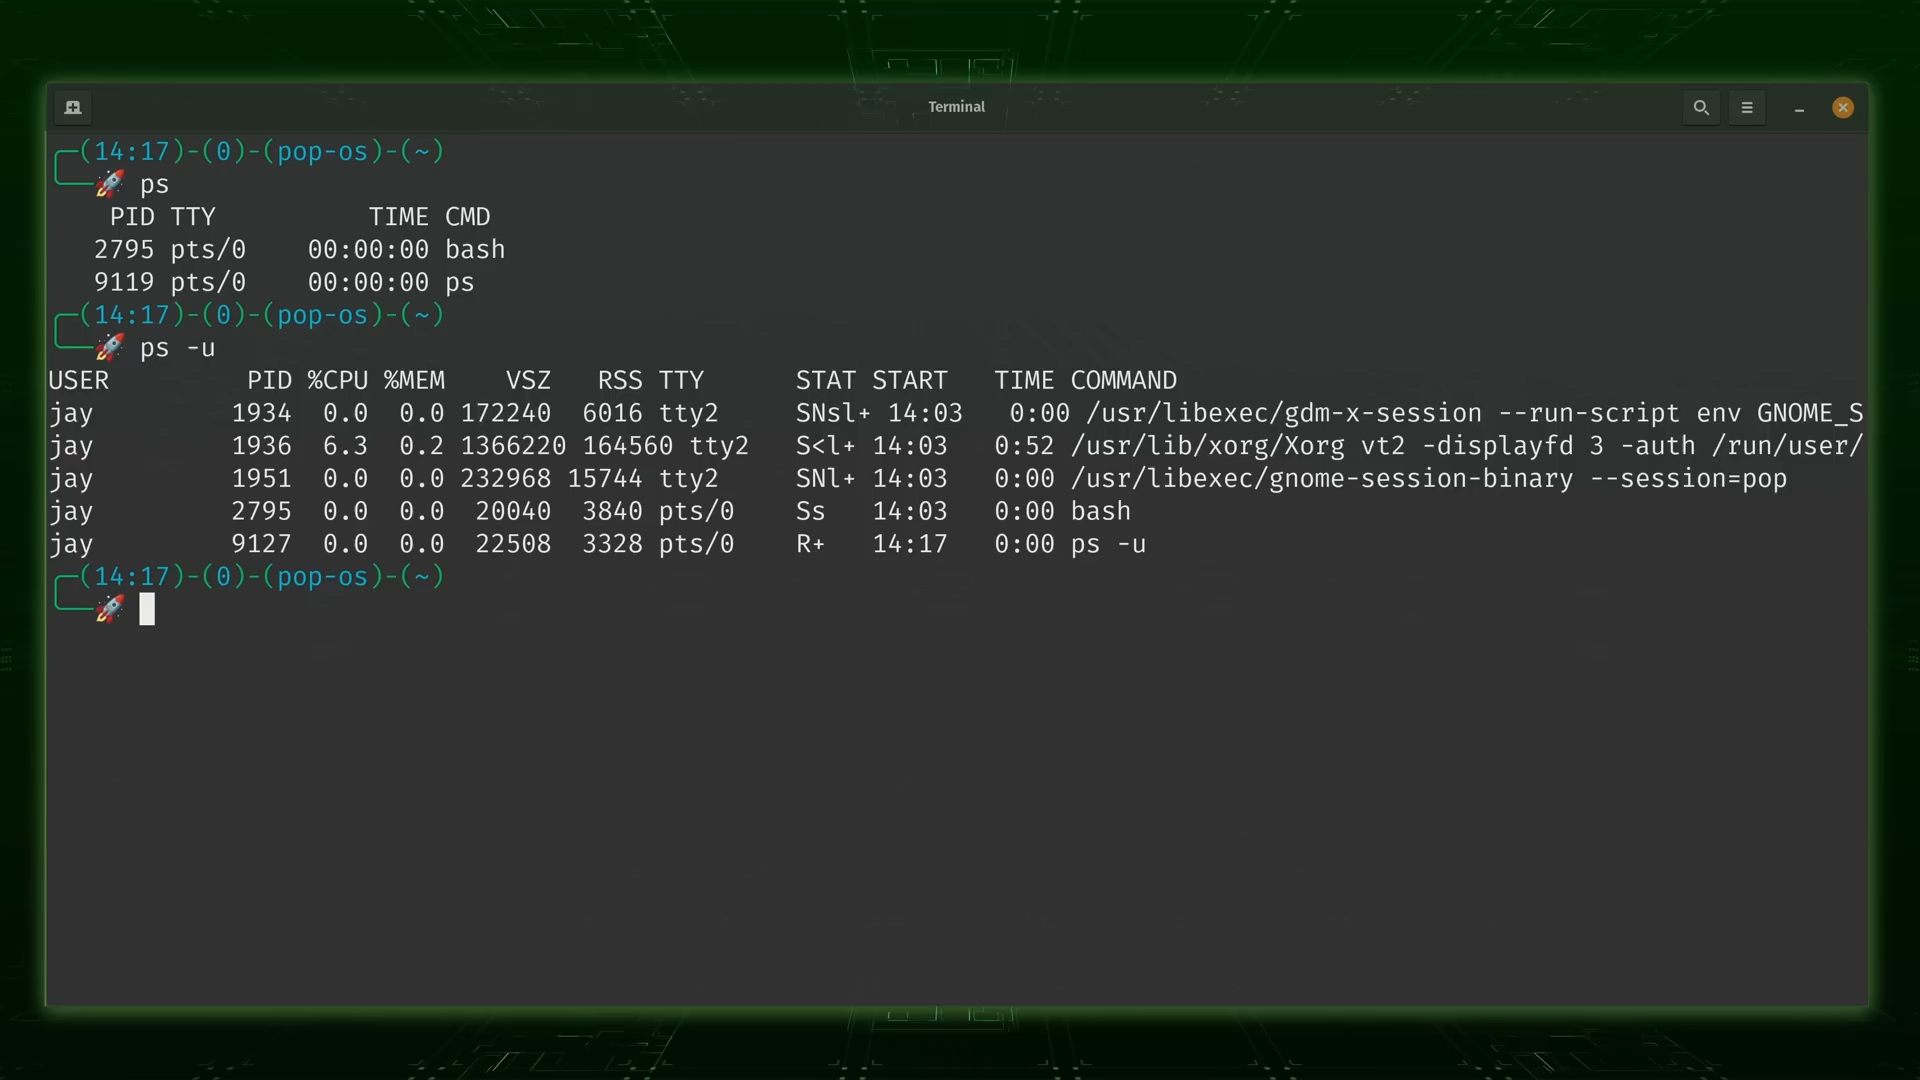 Terminal
(14:17)-(0)-(pop-os)-(~)
🚀 ps
    PID TTY          TIME CMD
   2795 pts/0    00:00:00 bash
   9119 pts/0    00:00:00 ps
(14:17)-(0)-(pop-os)-(~)
🚀 ps -u
USER         PID %CPU %MEM    VSZ   RSS TTY      STAT START   TIME COMMAND
jay         1934  0.0  0.0 172240  6016 tty2     SNsl+ 14:03   0:00 /usr/libexec/gdm-x-session --run-script env GNOME_S
jay         1936  6.3  0.2 1366220 164560 tty2   S<l+ 14:03   0:52 /usr/lib/xorg/Xorg vt2 -displayfd 3 -auth /run/user/
jay         1951  0.0  0.0 232968 15744 tty2     SNl+ 14:03   0:00 /usr/libexec/gnome-session-binary --session=pop
jay         2795  0.0  0.0  20040  3840 pts/0    Ss   14:03   0:00 bash
jay         9127  0.0  0.0  22508  3328 pts/0    R+   14:17   0:00 ps -u
(14:17)-(0)-(pop-os)-(~)
🚀